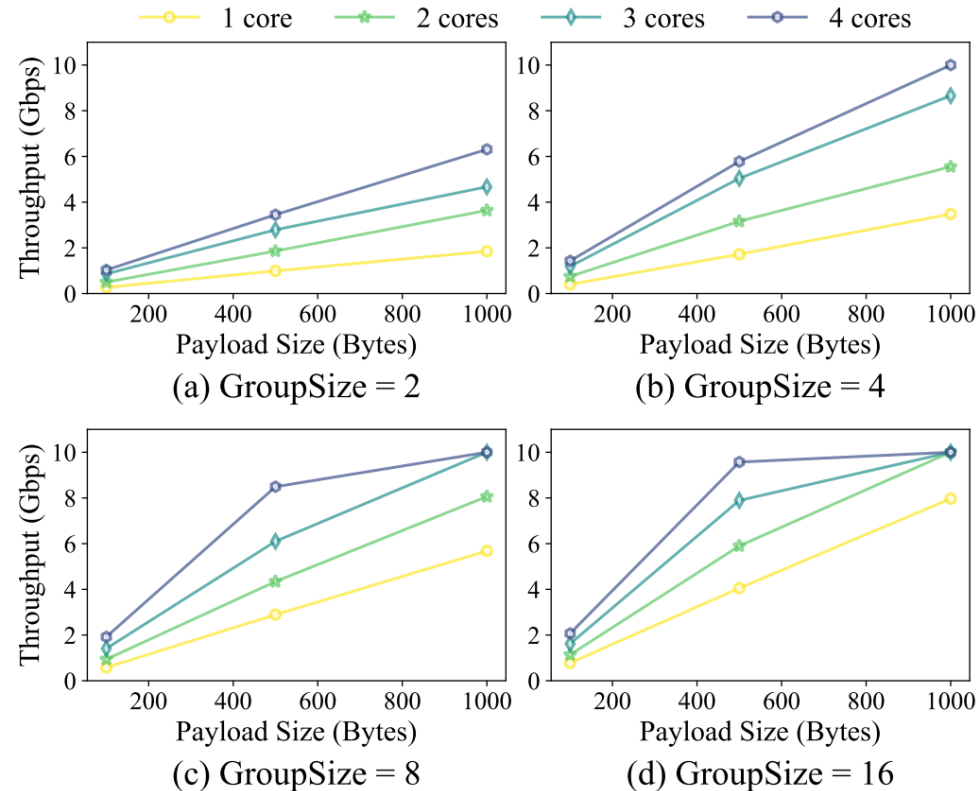 1 core 2 cores 3 cores 4 cores
Throughput (Gbps)
10
8
6
4
2
0
200 400 600 800 1000
Payload Size (Bytes)
(a) GroupSize = 2
10
8
6
4
2
0
200 400 600 800 1000
Payload Size (Bytes)
(b) GroupSize = 4
Throughput (Gbps)
10
8
6
4
2
0
200 400 600 800 1000
Payload Size (Bytes)
(c) GroupSize = 8
10
8
6
4
2
0
200 400 600 800 1000
Payload Size (Bytes)
(d) GroupSize = 16